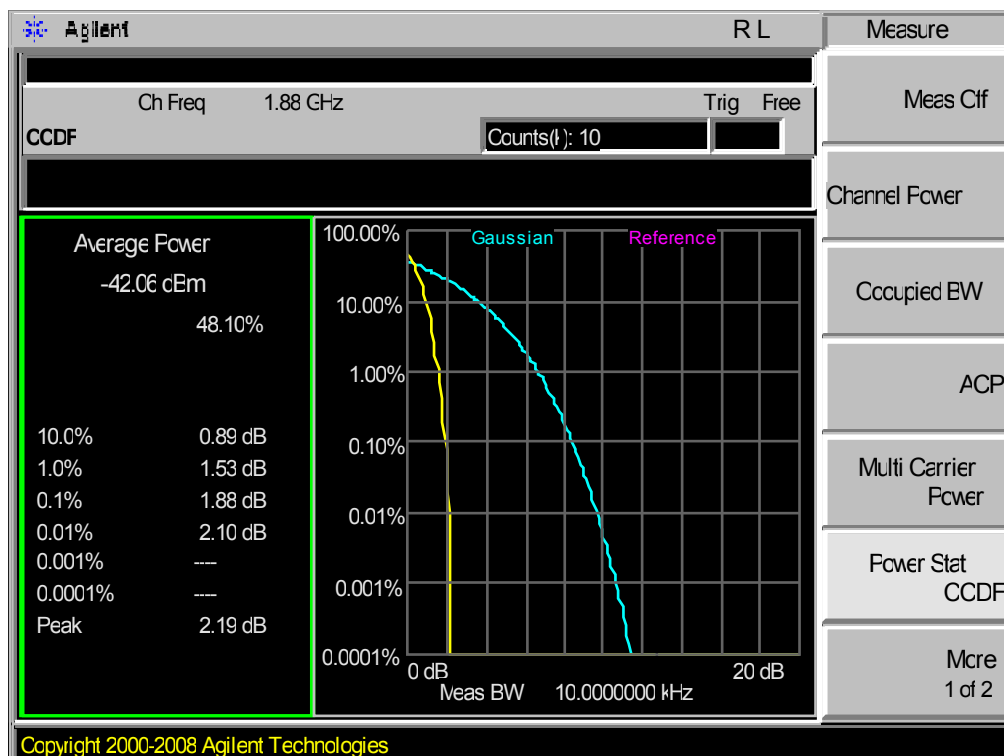 Agilent
R L
Measure
Ch Freq 1.88 GHz
Trig Free
CCDF
Counts(k): 10
Meas Off
Channel Power
Occupied BW
ACP
Multi Carrier
Power
Power Stat
CCDF
More
1 of 2
Average Power
-42.06 dBm
48.10%
10.0% 0.89 dB
1.0% 1.53 dB
0.1% 1.88 dB
0.01% 2.10 dB
0.001% ----
0.0001% ----
Peak 2.19 dB
Gaussian
Reference
100.00%
10.00%
1.00%
0.10%
0.01%
0.001%
0.0001%
0 dB
20 dB
Meas BW 10.0000000 kHz
Copyright 2000-2008 Agilent Technologies